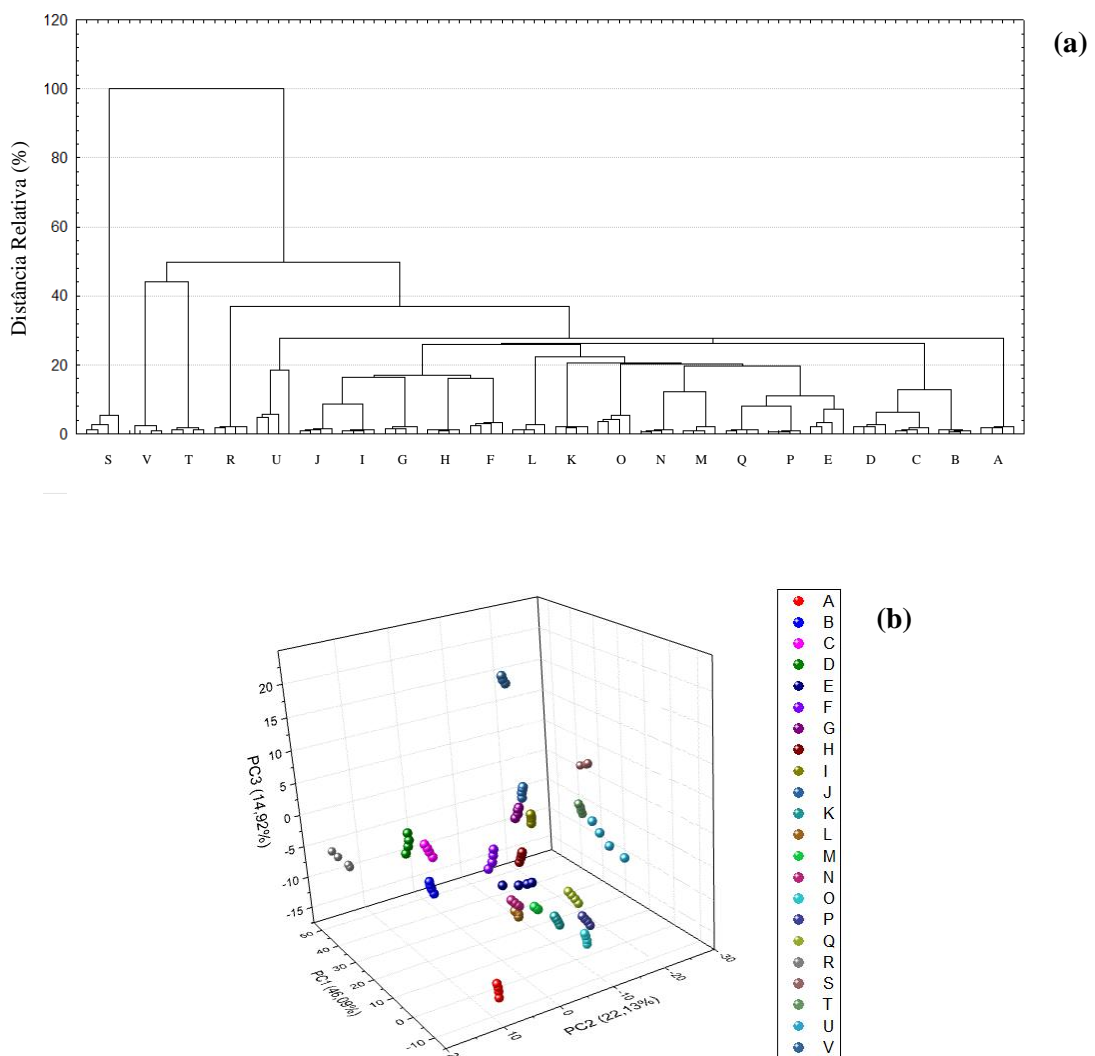 (a)
120
100
80
60
40
20
0
Distância Relativa (%)
S V T R U J I G H F L K O N M Q P E D C B A
(b)
20
15
10
5
0
-5
-10
-15
PC3 (14,92%)
40
30
20
10
0
-10
PC1 (46,09%)
10
0
-10
-20
-30
PC2 (22,13%)
A
B
C
D
E
F
G
H
I
J
K
L
M
N
O
P
Q
R
S
T
U
V